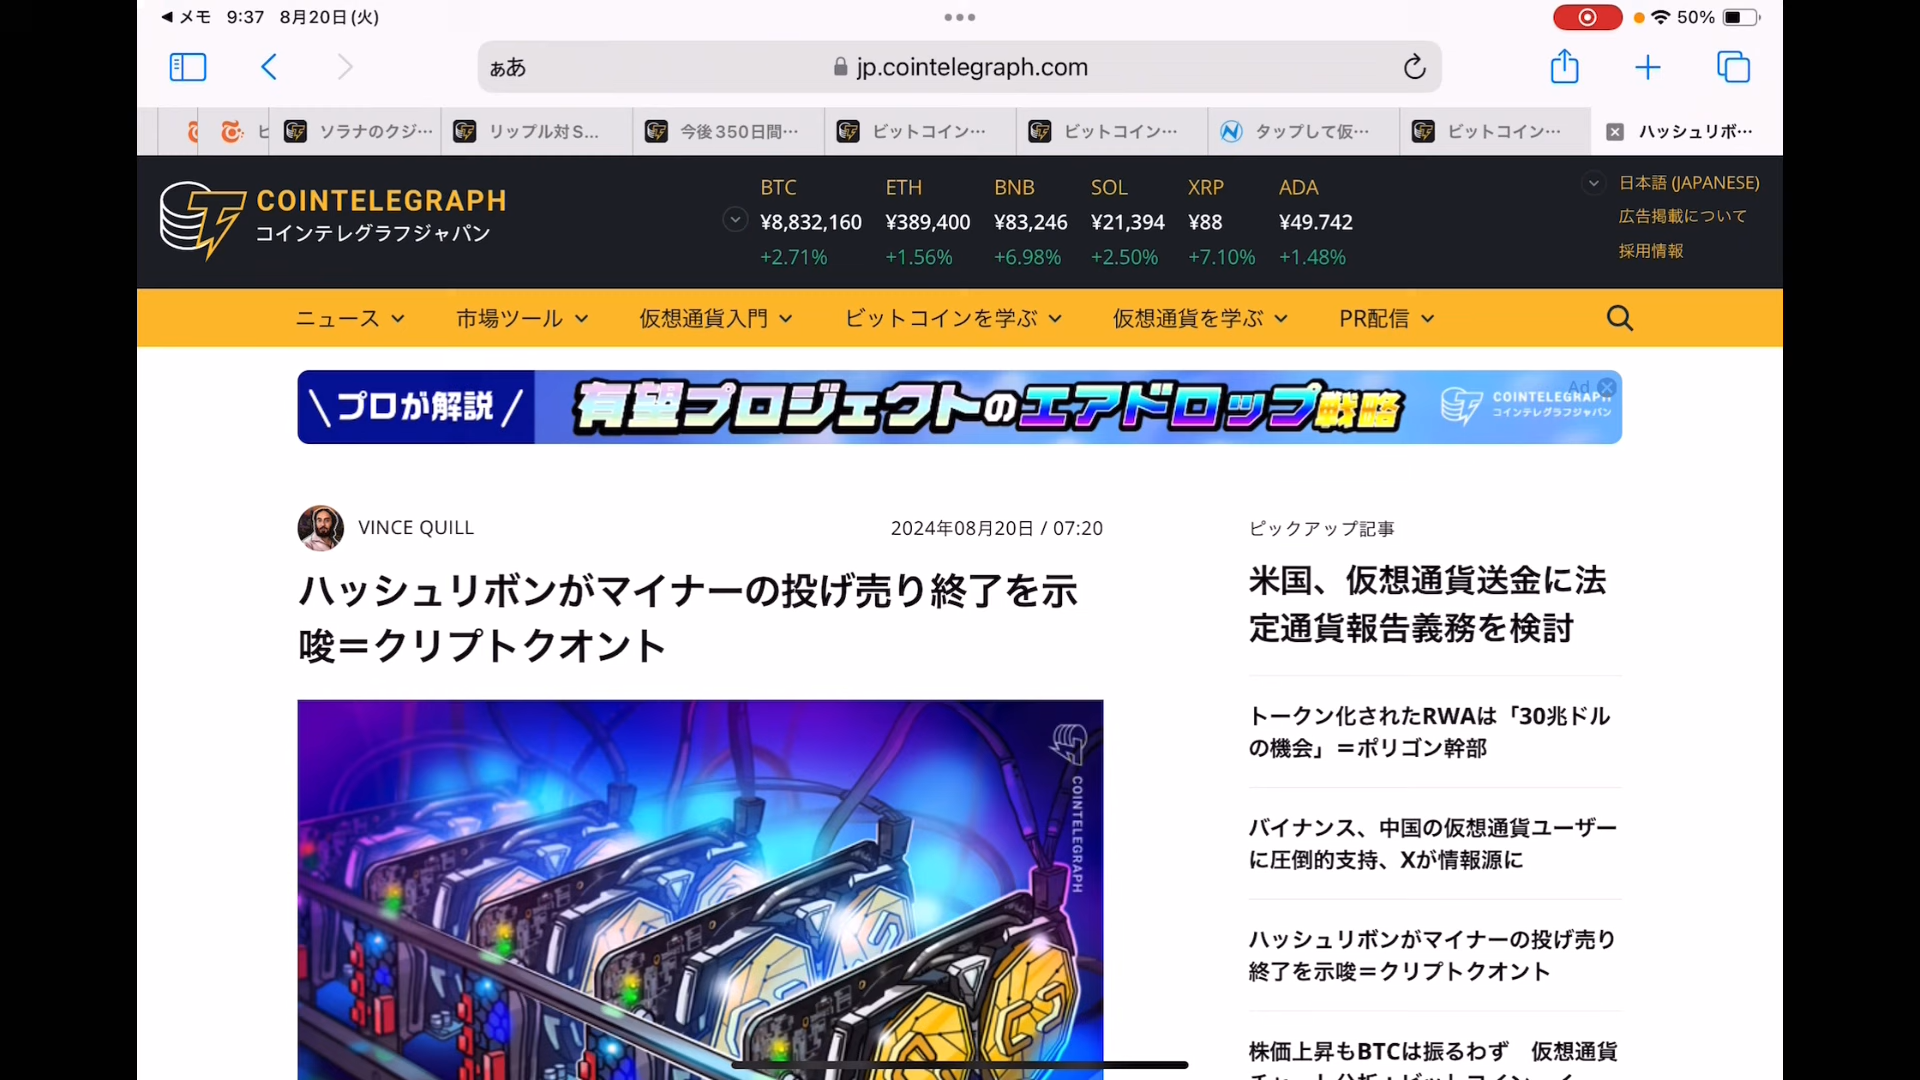 ◀ メモ 9:37 8月20日(火)
50%
ぁあ
jp.cointelegraph.com
ソラナのクジ…
リップル対S…
今後350日間…
ビットコイン…
ビットコイン…
タップして仮…
ビットコイン…
ハッシュリボ…
COINTELEGRAPH
コインテレグラフジャパン
BTC ETH BNB SOL XRP ADA
¥8,832,160 ¥389,400 ¥83,246 ¥21,394 ¥88 ¥49.742
+2.71% +1.56% +6.98% +2.50% +7.10% +1.48%
日本語 (JAPANESE)
広告掲載について
採用情報
ニュース 市場ツール 仮想通貨入門 ビットコインを学ぶ 仮想通貨を学ぶ PR配信
\プロが解説/ 有望プロジェクトのエアドロップ戦略
Ad
COINTELEGRAPH
コインテレグラフジャパン
VINCE QUILL
2024年08月20日 / 07:20
ハッシュリボンがマイナーの投げ売り終了を示
唆＝クリプトクオント
COINTELEGRAPH
ピックアップ記事
米国、仮想通貨送金に法
定通貨報告義務を検討
トークン化されたRWAは「30兆ドル
の機会」＝ポリゴン幹部
バイナンス、中国の仮想通貨ユーザー
に圧倒的支持、Xが情報源に
ハッシュリボンがマイナーの投げ売り
終了を示唆＝クリプトクオント
株価上昇もBTCは振るわず 仮想通貨